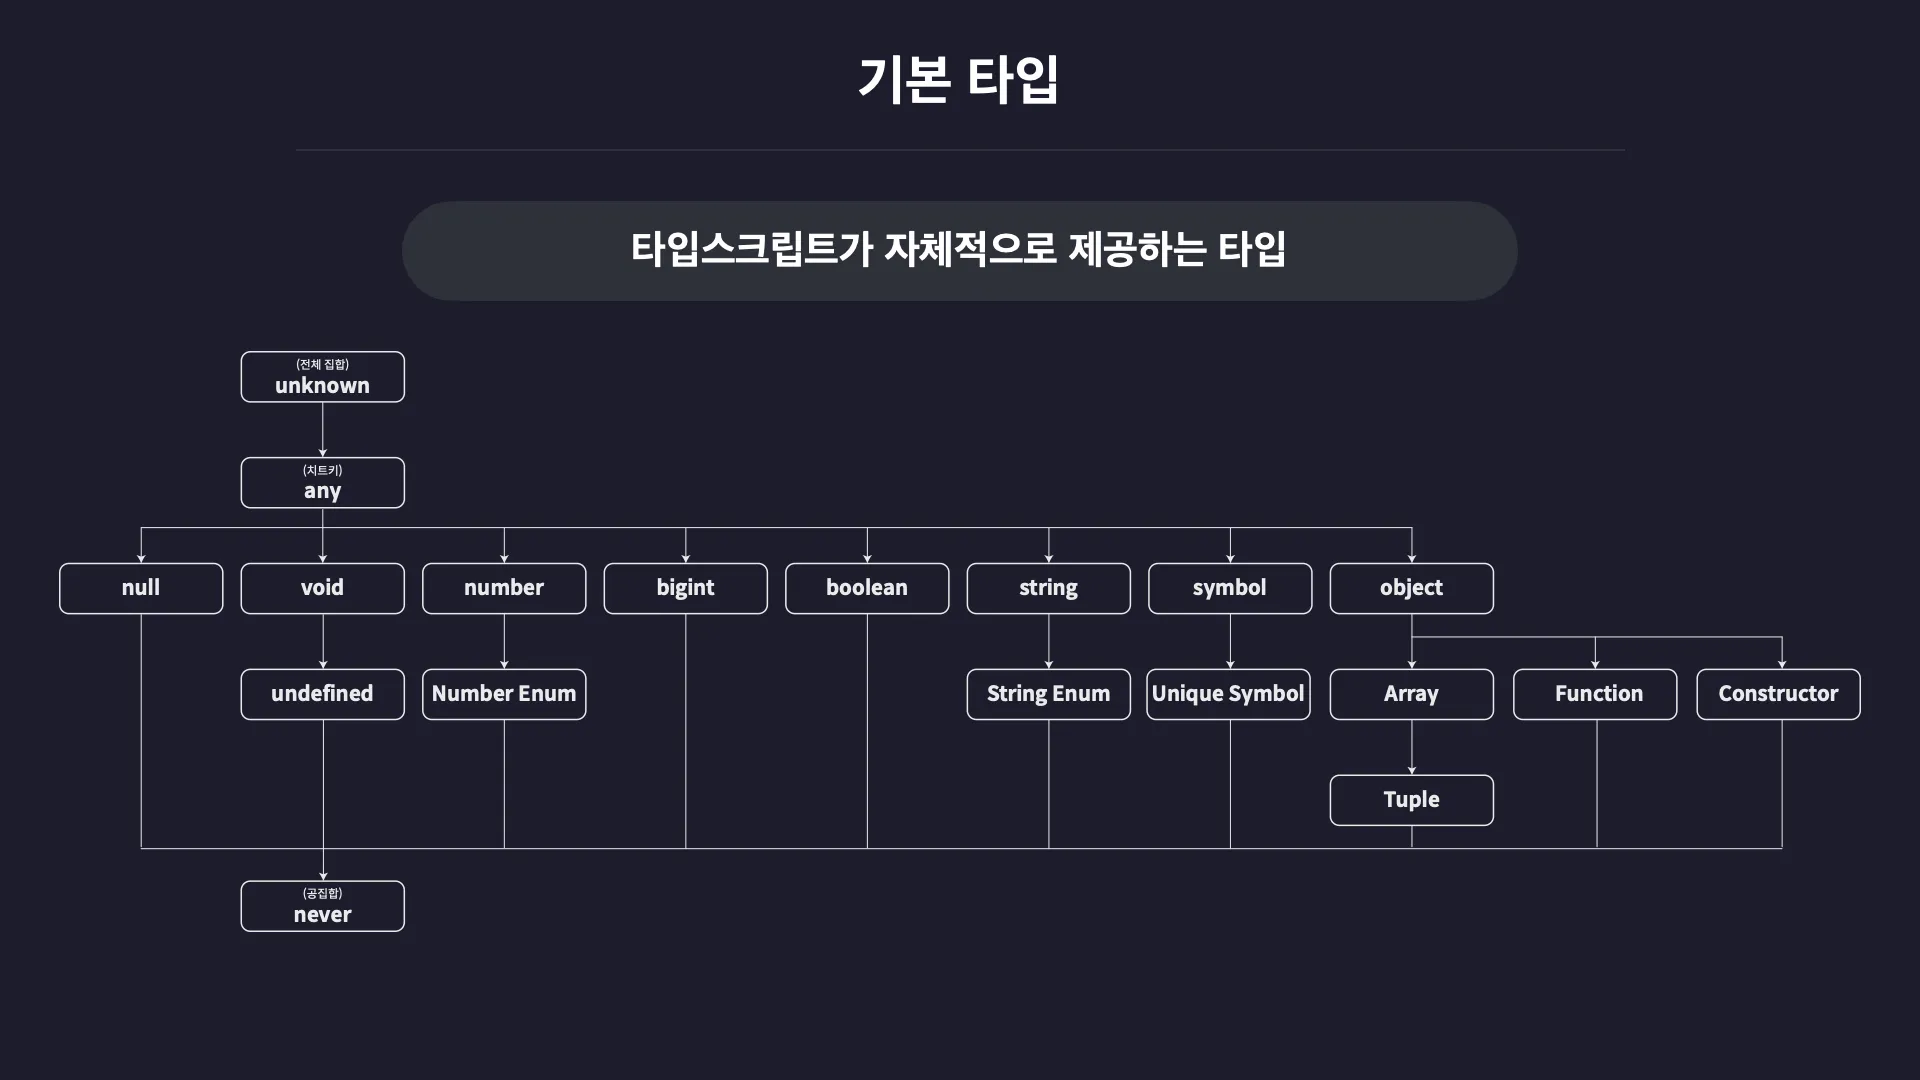 기본 타입
타입스크립트가 자체적으로 제공하는 타입
(전체 집합)
unknown
(치트키)
any
null
void
number
bigint
boolean
string
symbol
object
undefined
Number Enum
String Enum
Unique Symbol
Array
Function
Constructor
Tuple
(공집합)
never